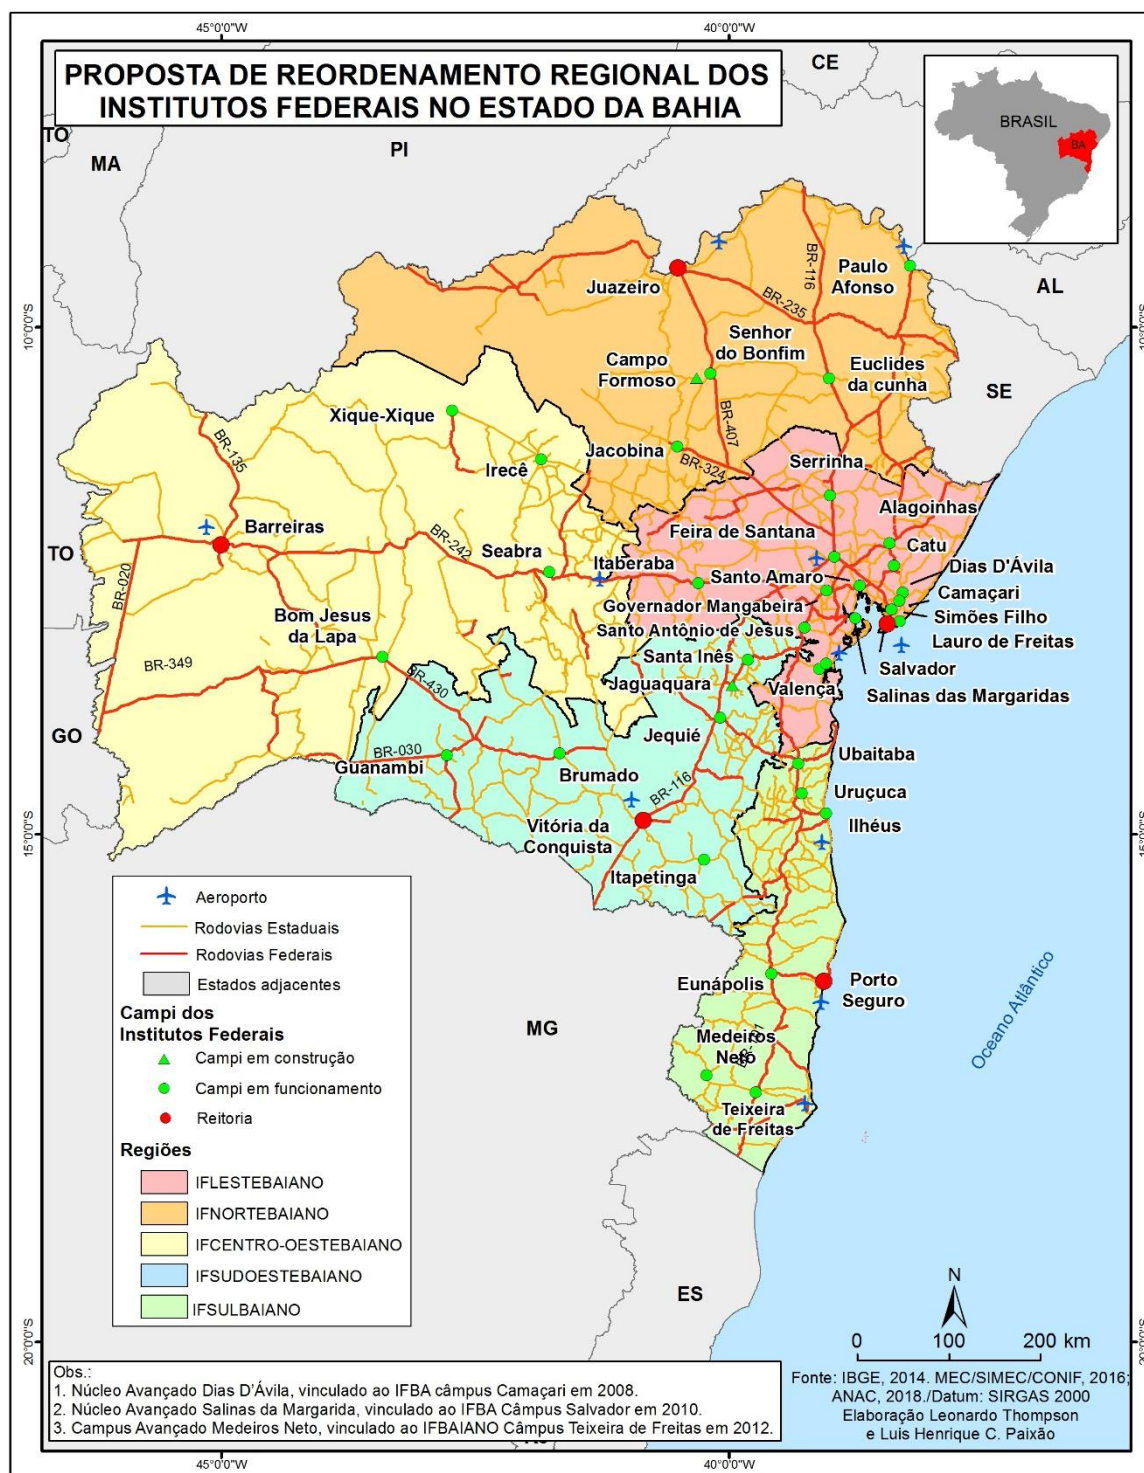 45°0'0"W
40°0'0"W
PROPOSTA DE REORDENAMENTO REGIONAL DOS
INSTITUTOS FEDERAIS NO ESTADO DA BAHIA
CE
BRASIL
BA
TO
MA
PI
AL
SE
10°0'0"S
10°0'0"S
BR-116
Paulo
Afonso
Juazeiro
BR-235
Senhor
do Bonfim
Campo
Formoso
Euclides
da cunha
Xique-Xique
BR-407
BR-135
Irecê
Jacobina
BR-324
Serrinha
Alagoinhas
Barreiras
Feira de Santana
Catu
BR-242
Seabra
TO
Itaberaba
BR-020
Santo Amaro
Dias D'Ávila
Camaçari
Governador Mangabeira
Simões Filho
Bom Jesus
da Lapa
Santo Antônio de Jesus
Lauro de Freitas
Santa Inês
Salvador
BR-349
BR-430
Jaguaquara
Valença
Salinas das Margaridas
GO
Jequié
Ubaitaba
BR-030
Guanambi
Brumado
BR-116
Uruçuca
Ilhéus
Vitória da
Conquista
15°0'0"S
15°0'0"S
Itapetinga
Aeroporto
Rodovias Estaduais
Rodovias Federais
Estados adjacentes
Campi dos
Institutos Federais
Campi em construção
Campi em funcionamento
Reitoria
Regiões
IFLESTEBAIANO
IFNORTEBAIANO
IFCENTRO-OESTEBAIANO
IFSUDOESTEBAIANO
IFSULBAIANO
Eunápolis
Porto
Seguro
MG
Medeiros
Neto
Teixeira
de Freitas
Oceano Atlântico
ES
N
0 100 200 km
20°0'0"S
20°0'0"S
Obs.:
1. Núcleo Avançado Dias D'Ávila, vinculado ao IFBA câmpus Camaçari em 2008.
2. Núcleo Avançado Salinas da Margarida, vinculado ao IFBA Câmpus Salvador em 2010.
3. Campus Avançado Medeiros Neto, vinculado ao IFBAIANO Câmpus Teixeira de Freitas em 2012.
Fonte: IBGE, 2014. MEC/SIMEC/CONIF, 2016;
ANAC, 2018./Datum: SIRGAS 2000
Elaboração Leonardo Thompson
e Luis Henrique C. Paixão
45°0'0"W
40°0'0"W